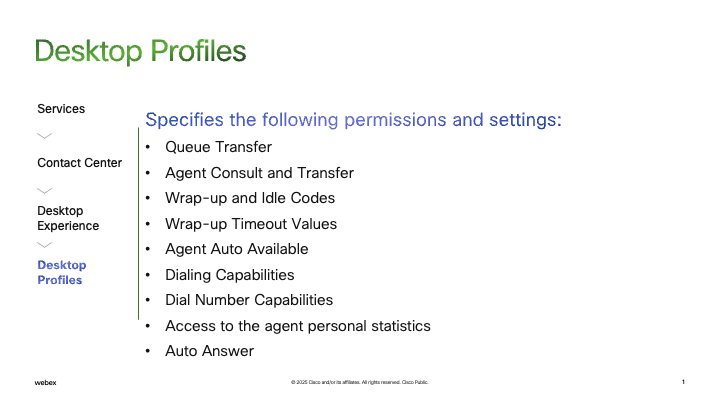 Desktop Profiles
Services
Contact Center
Desktop
Experience
Desktop
Profiles
Specifies the following permissions and settings:
• Queue Transfer
• Agent Consult and Transfer
• Wrap-up and Idle Codes
• Wrap-up Timeout Values
• Agent Auto Available
• Dialing Capabilities
• Dial Number Capabilities
• Access to the agent personal statistics
• Auto Answer
webex
© 2025 Cisco and/or its affiliates. All rights reserved. Cisco Public.
1